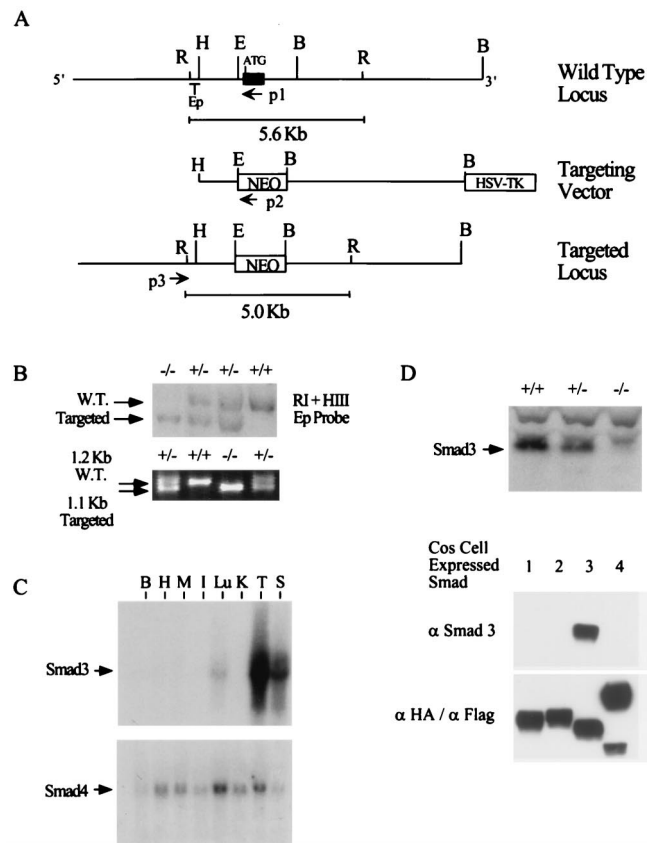 A
R H E ATG B R B
5' 3'
Ep p1
Wild Type
Locus
5.6 Kb
H E B B
NEO HSV-TK
p2
Targeting
Vector
R H E B R B
NEO
p3
Targeted
Locus
5.0 Kb
B
-/- +/- +/- +/+
W.T. RI + HIII
Targeted Ep Probe
1.2 Kb +/- +/+ -/- +/-
W.T.
1.1 Kb
Targeted
C
B H M I Lu K T S
Smad3
Smad4
D
+/+ +/- -/-
Smad3
Cos Cell
Expressed
Smad
1 2 3 4
α Smad 3
α HA / α Flag